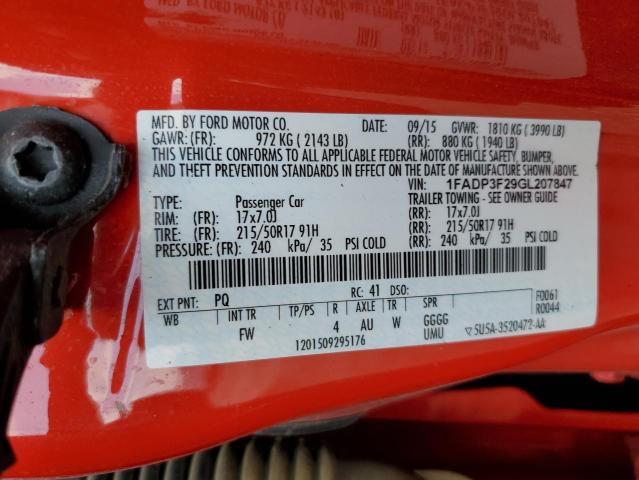 MFD. BY FORD MOTOR CO. DATE: 09/15 GVWR: 1810 KG ( 3990 LB)
GAWR: (FR): 972 KG ( 2143 LB) (RR): 880 KG ( 1940 LB)
THIS VEHICLE CONFORMS TO ALL APPLICABLE FEDERAL MOTOR VEHICLE SAFETY, BUMPER,
AND THEFT PREVENTION STANDARDS IN EFFECT ON THE DATE OF MANUFACTURE SHOWN ABOVE.
VIN: 1FADP3F29GL207847
TYPE: Passenger Car TRAILER TOWING - SEE OWNER GUIDE
RIM: (FR): 17x7.0J (RR): 17x7.0J
TIRE: (FR): 215/50R17 91H (RR): 215/50R17 91H
PRESSURE: (FR): 240 kPa/ 35 PSI COLD (RR): 240 kPa/ 35 PSI COLD
EXT PNT: PQ RC: 41 DSO: F0061
WB INT TR TP/PS R AXLE TR SPR R0044
FW 4 AU W GGGG
UMU
1201509295176 ▽ 5U5A-3520472-AA